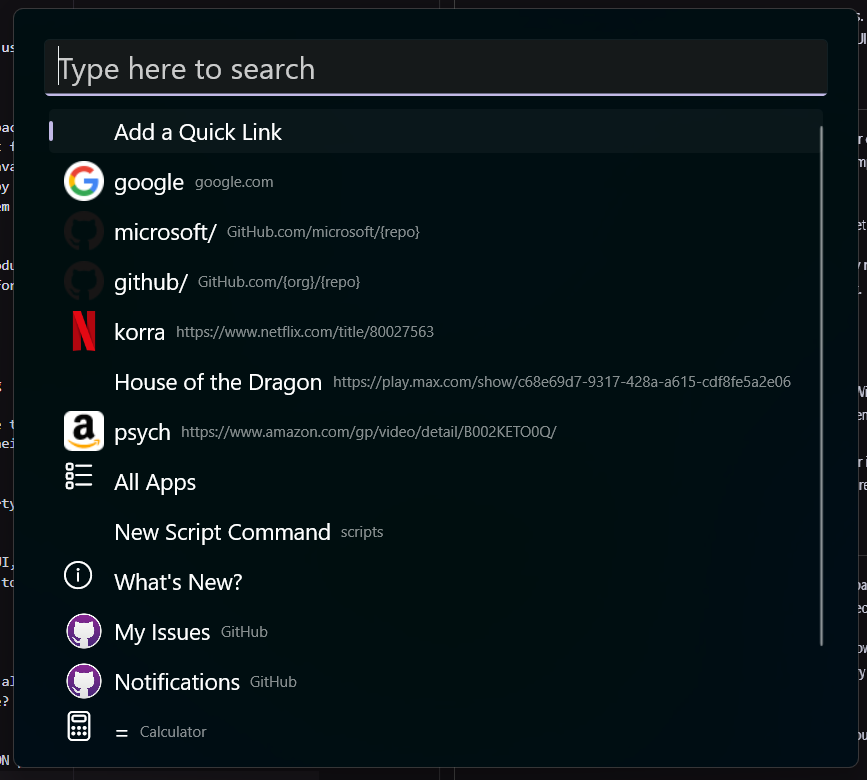 Type here to search
Add a Quick Link
google google.com
microsoft/ GitHub.com/microsoft/{repo}
github/ GitHub.com/{org}/{repo}
korra https://www.netflix.com/title/80027563
House of the Dragon https://play.max.com/show/c68e69d7-9317-428a-a615-cdf8fe5a2e06
psych https://www.amazon.com/gp/video/detail/B002KETO0Q/
All Apps
New Script Command scripts
What's New?
My Issues GitHub
Notifications GitHub
= Calculator